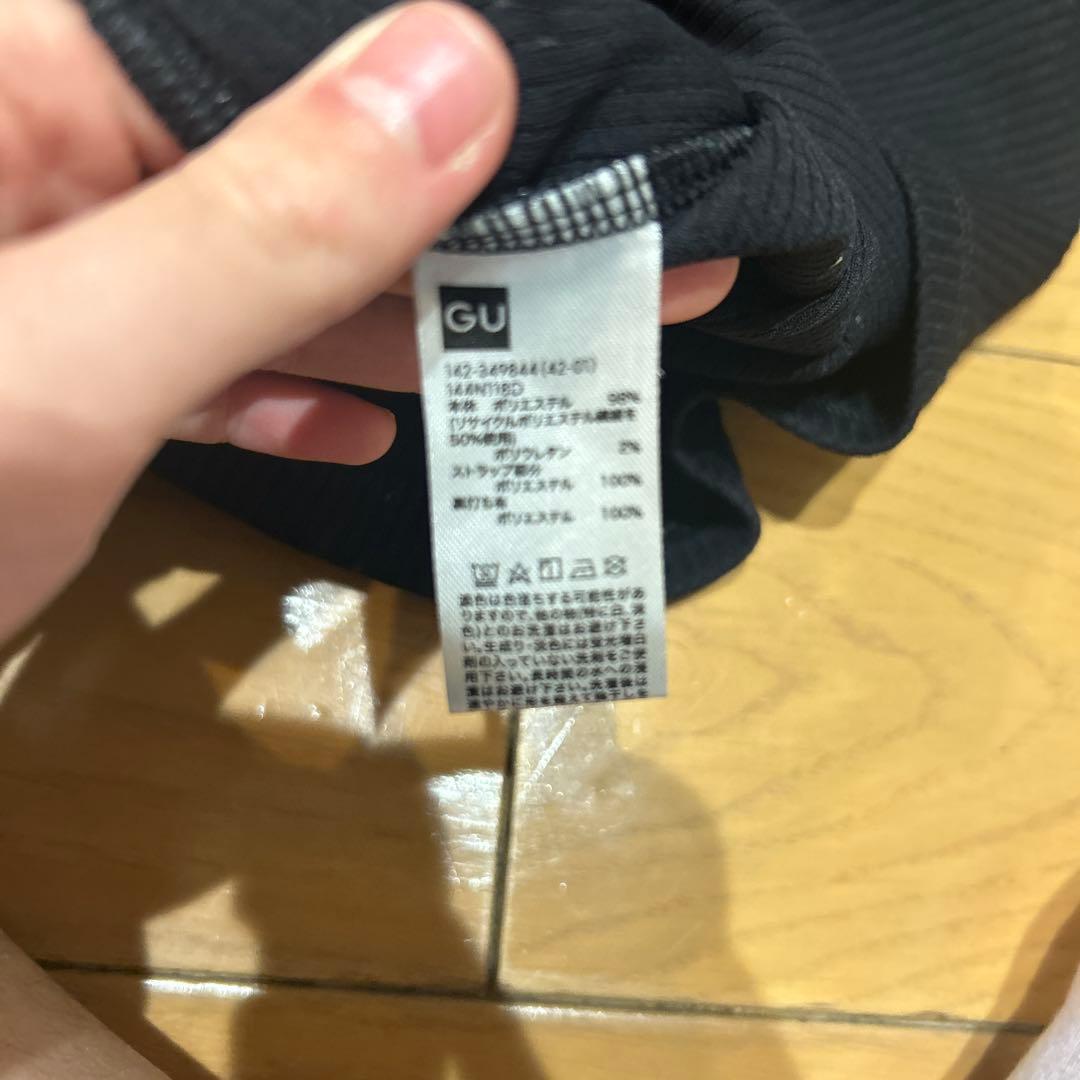 GU
142-349844(42-01)
144N118D
本体 ポリエステル 98%
(リサイクルポリエステル繊維を
50%使用)
ポリウレタン 2%
ストラップ部分
ポリエステル 100%
裏打ち布
ポリエステル 100%
濃色は色落ちする可能性があ
りますので、他の物(特に白、淡
色)とのお洗濯はお避け下さ
い。生成り・淡色には蛍光増白
剤の入っていない洗剤をご使
用下さい。長時間の水への浸
漬はお避け下さい。洗濯後は
速やかに形を整えて陰干しを